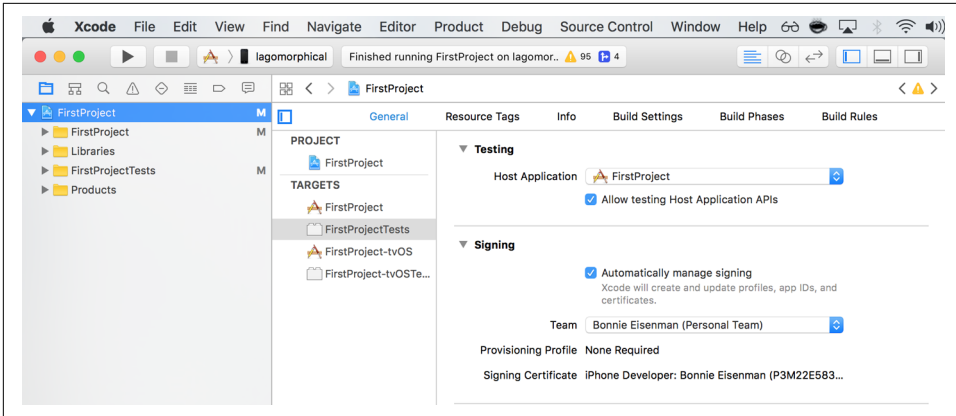 Xcode File Edit View Find Navigate Editor Product Debug Source Control Window Help
lagomorphical Finished running FirstProject on lagomor.. 95 4
FirstProject
FirstProject M
FirstProject M
Libraries
FirstProjectTests M
Products
General Resource Tags Info Build Settings Build Phases Build Rules
PROJECT
FirstProject
TARGETS
FirstProject
FirstProjectTests
FirstProject-tvOS
FirstProject-tvOSTe...
Testing
Host Application FirstProject
Allow testing Host Application APIs
Signing
Automatically manage signing
Xcode will create and update profiles, app IDs, and
certificates.
Team Bonnie Eisenman (Personal Team)
Provisioning Profile None Required
Signing Certificate iPhone Developer: Bonnie Eisenman (P3M22E583...